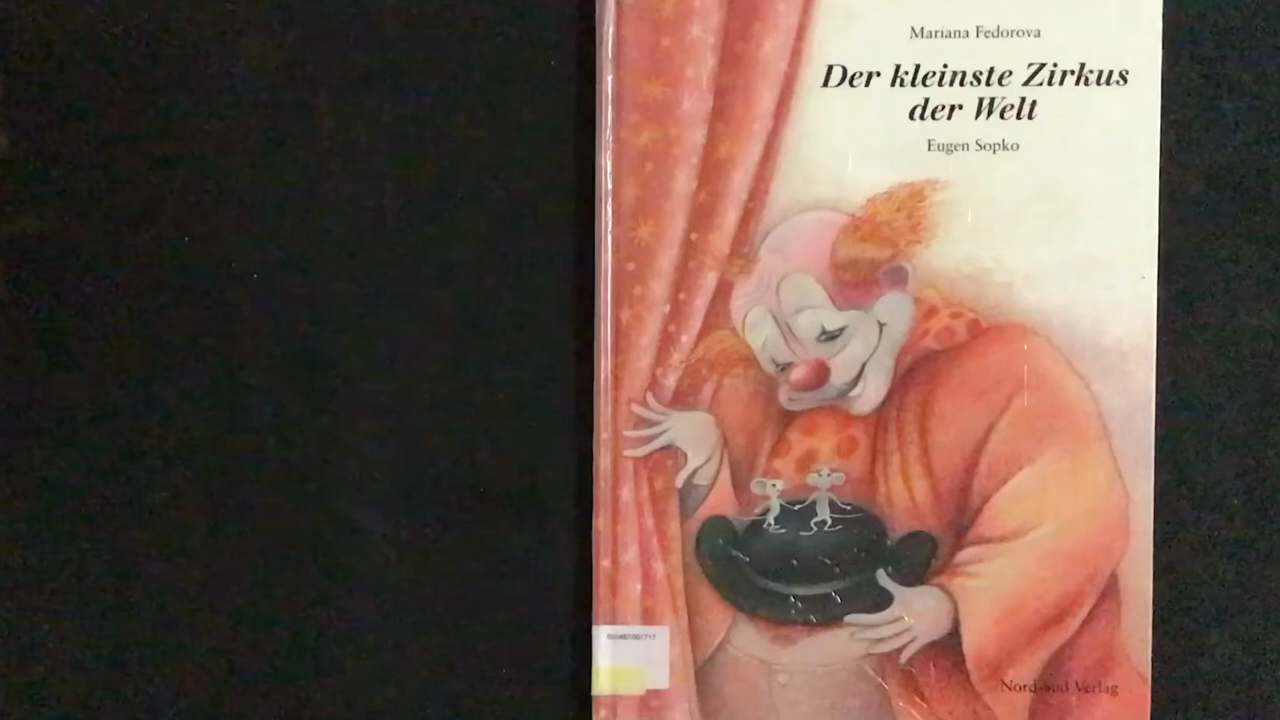 Mariana Fedorova
Der kleinste Zirkus
der Welt
Eugen Sopko
Nord-Süd Verlag